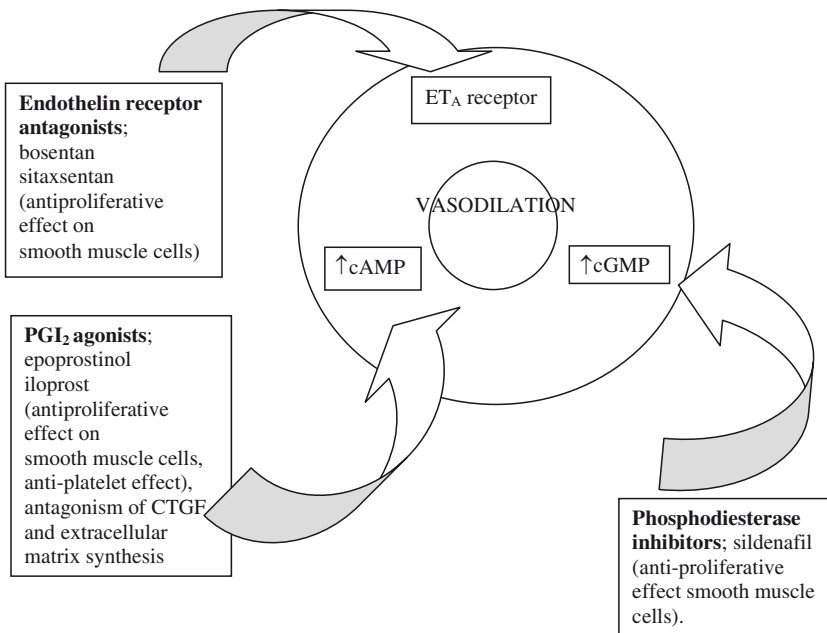 Endothelin receptor
antagonists;
bosentan
sitaxsentan
(antiproliferative
effect on
smooth muscle cells)
ET_A receptor
VASODILATION
↑cAMP
↑cGMP
PGI₂ agonists;
epoprostinol
iloprost
(antiproliferative
effect on
smooth muscle cells,
anti-platelet effect),
antagonism of CTGF
and extracellular
matrix synthesis
Phosphodiesterase
inhibitors; sildenafil
(anti-proliferative
effect smooth muscle
cells).